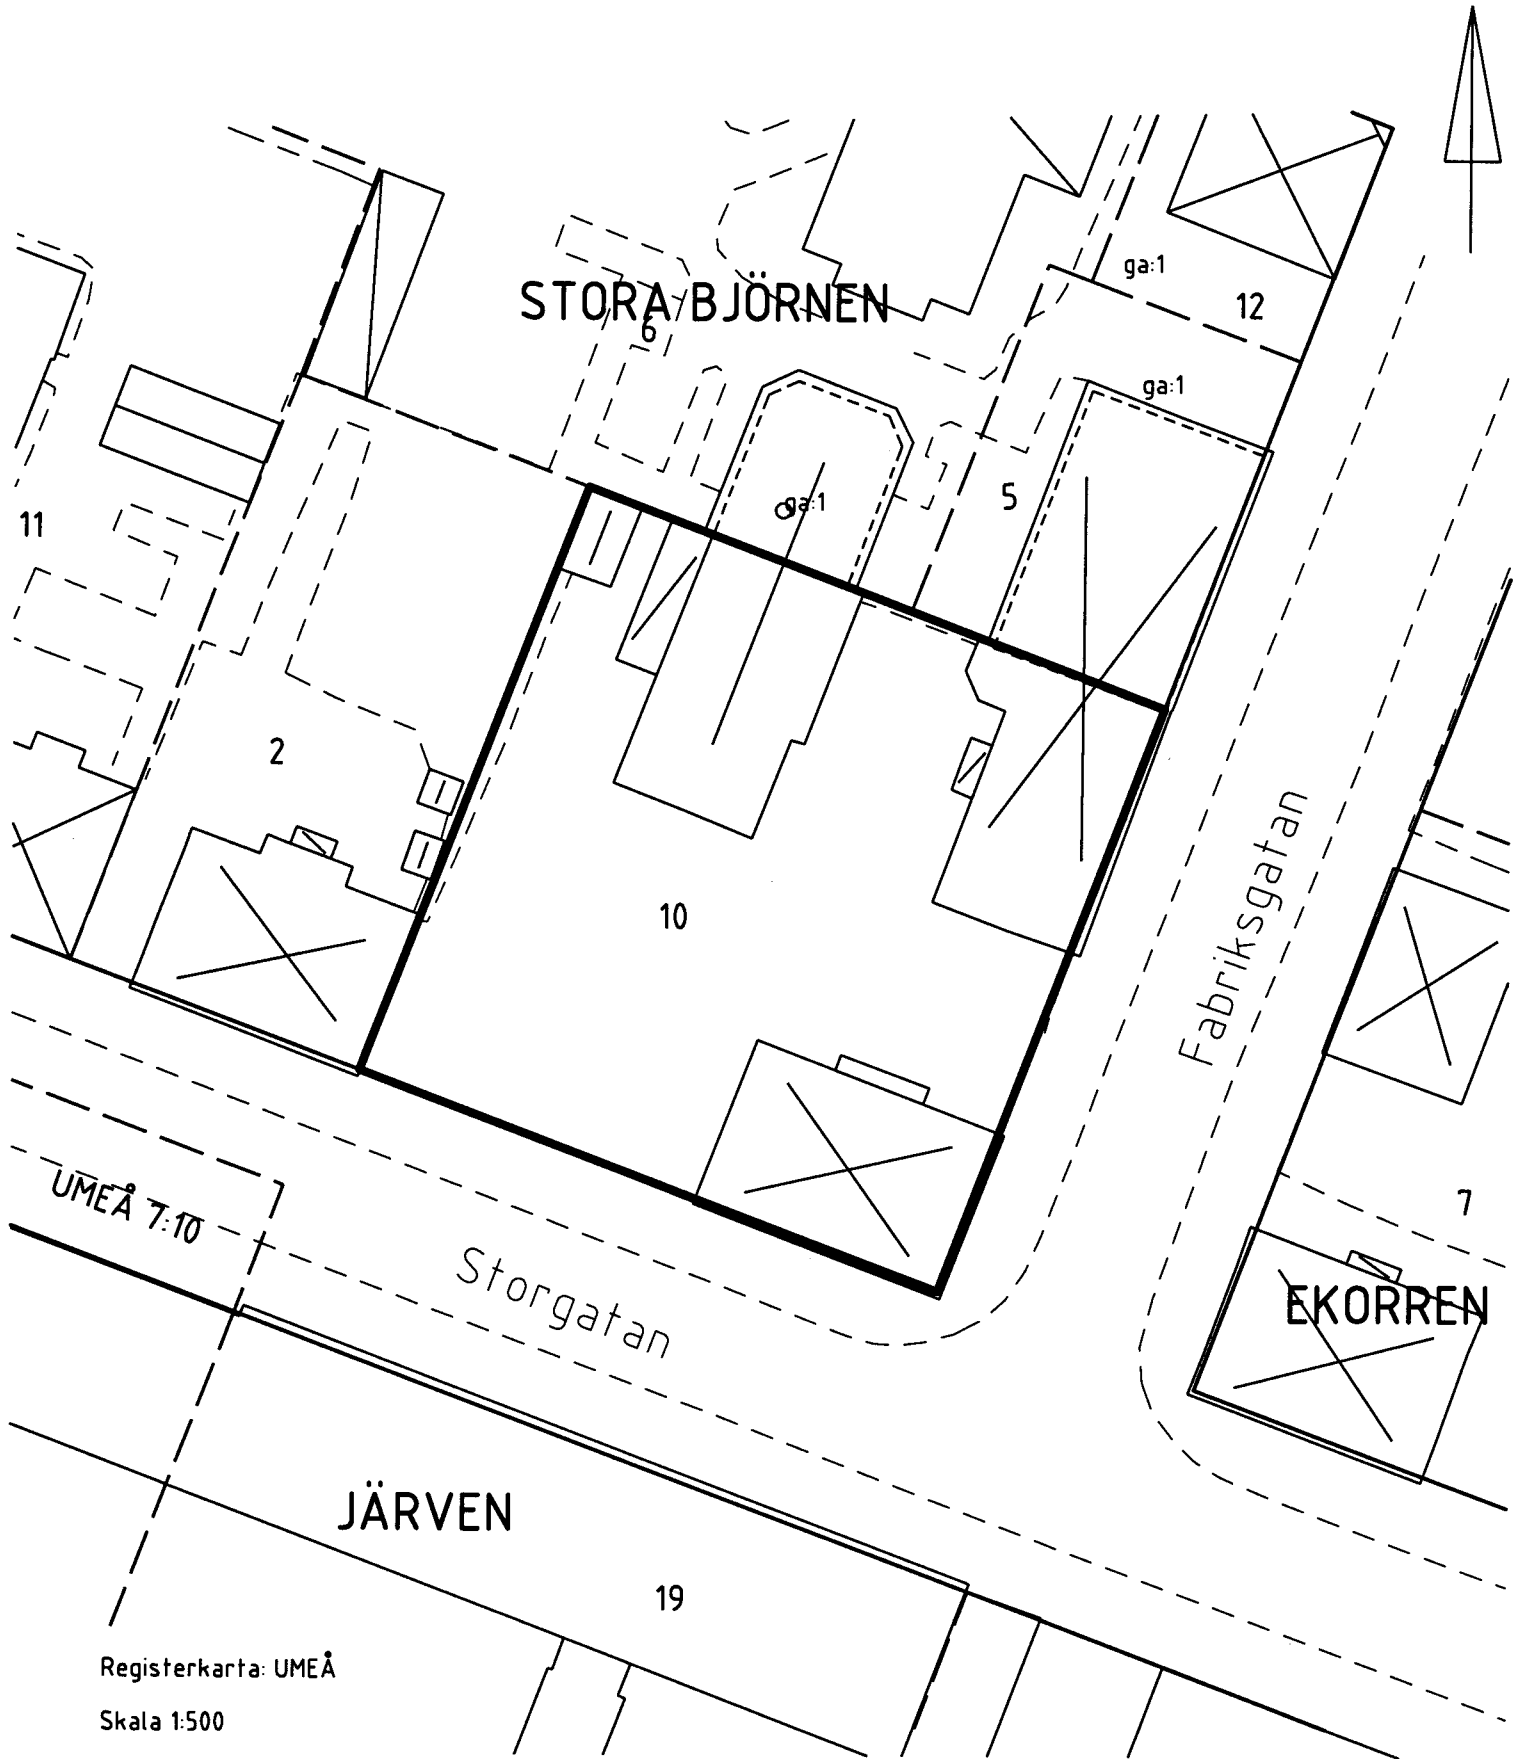 ga:1
12
STORA BJÖRNEN
6
ga:1
5
ga:1
11
2
10
Fabriksgatan
UMEÅ 7:10
7
Storgatan
EKORREN
JÄRVEN
19
Registerkarta: UMEÅ
Skala 1:500